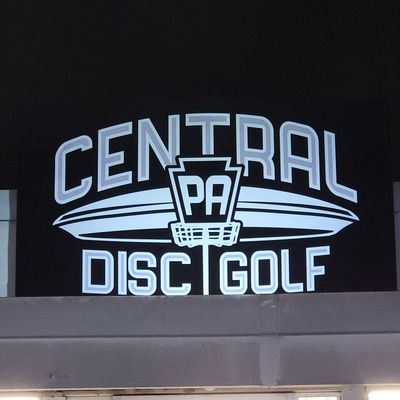 CENTRAL
PA
DISC GOLF